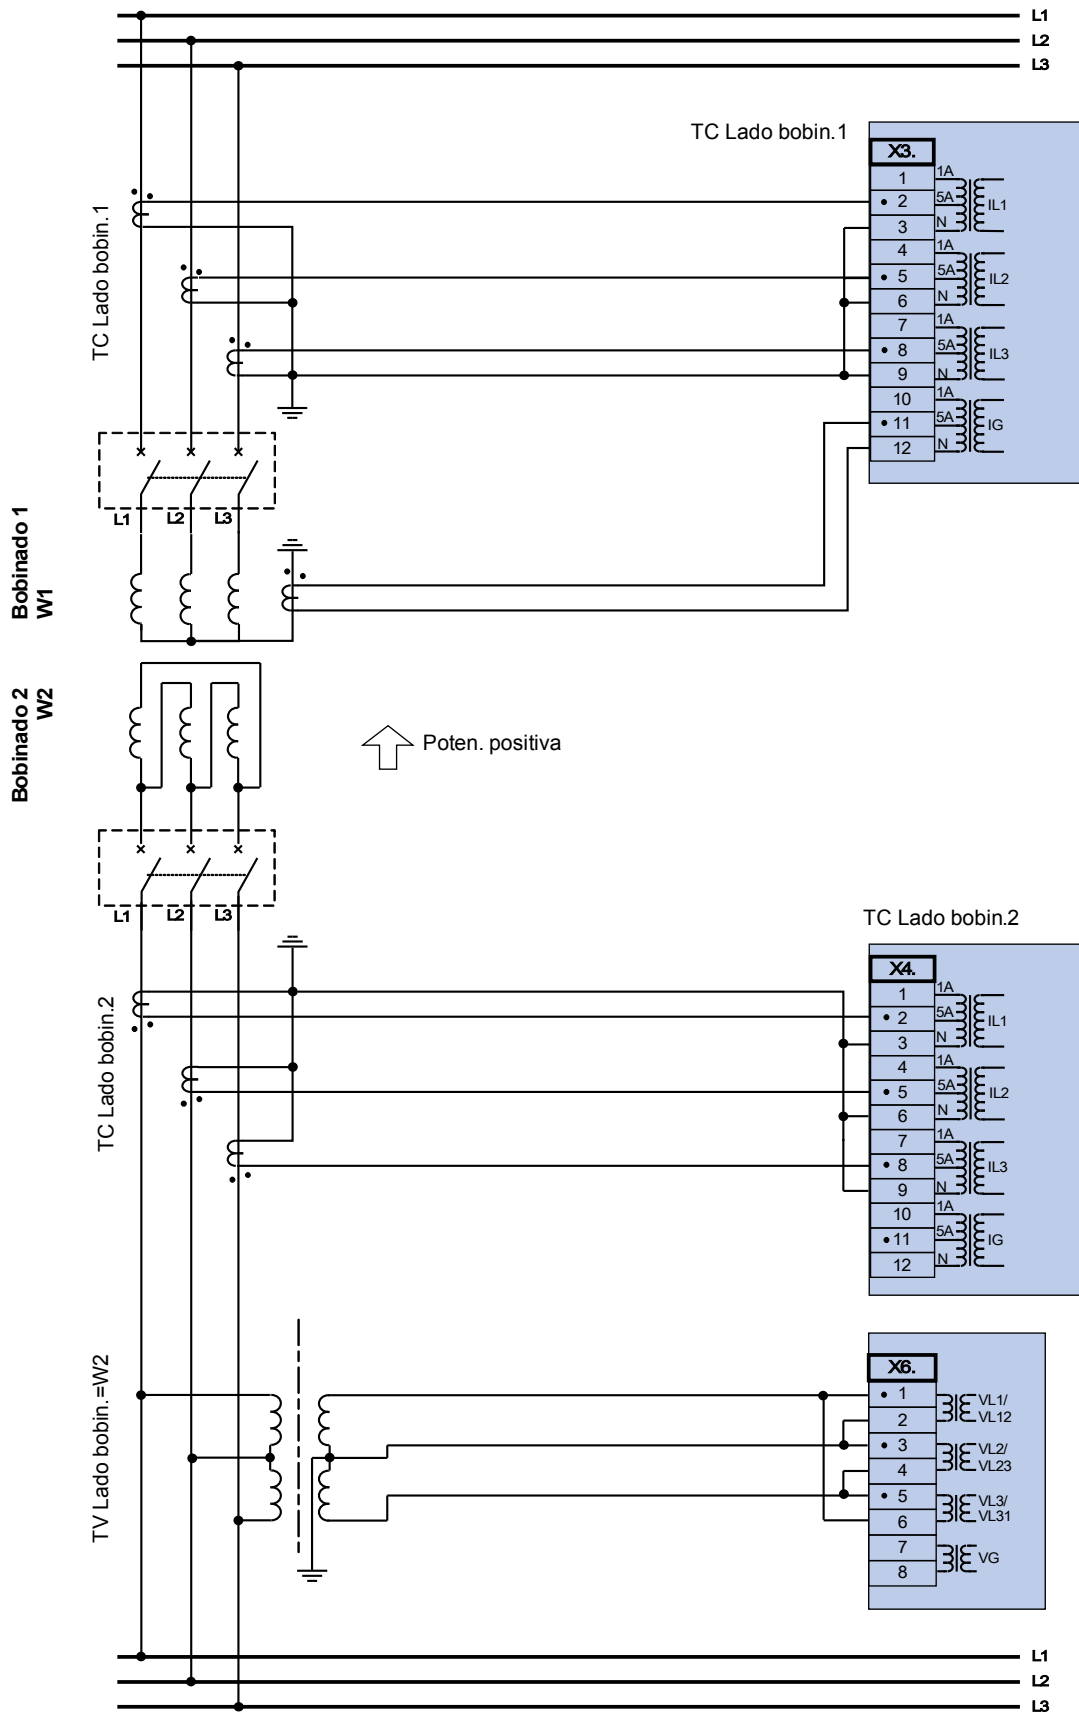 L1
L2
L3
TC Lado bobin.1
X3.
1 1A
2 5A IL1
3 N
4 1A
5 5A IL2
6 N
7 1A
8 5A IL3
9 N
10 1A
11 5A IG
12 N
TC Lado bobin.1
L1 L2 L3
Bobinado 1
W1
Bobinado 2
W2
Poten. positiva
L1 L2 L3
TC Lado bobin.2
X4.
1 1A
2 5A IL1
3 N
4 1A
5 5A IL2
6 N
7 1A
8 5A IL3
9 N
10 1A
11 5A IG
12 N
TC Lado bobin.2
TV Lado bobin.=W2
X6.
1 VL1/
2 VL12
3 VL2/
4 VL23
5 VL3/
6 VL31
7 VG
8
L1
L2
L3